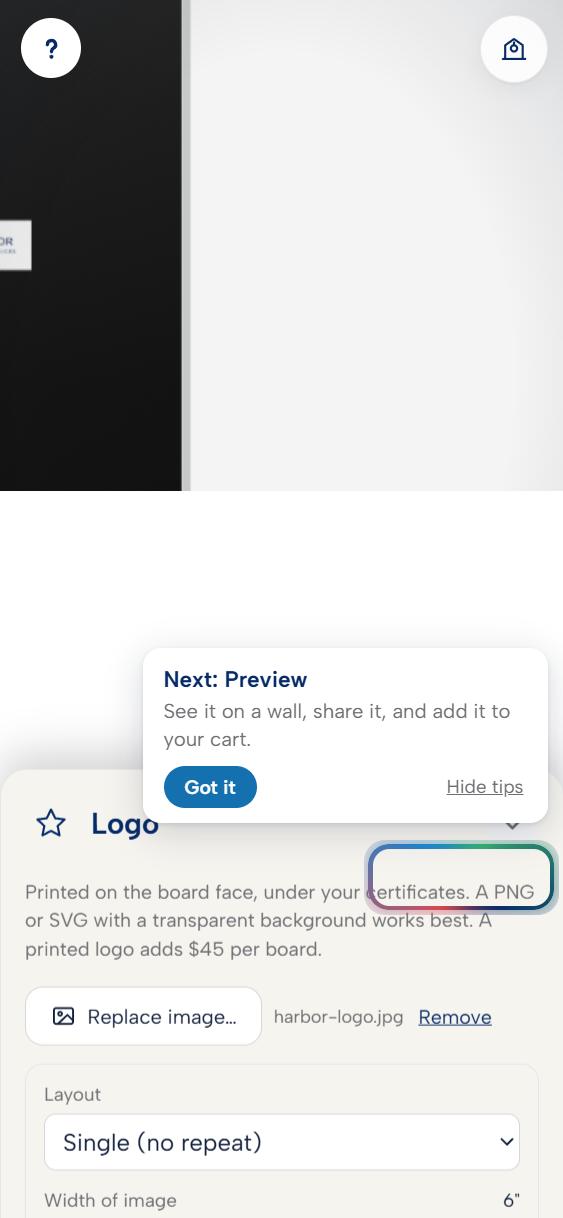 ?
OR
Next: Preview
See it on a wall, share it, and add it to
your cart.
Got it
Hide tips
Logo
Printed on the board face, under your certificates. A PNG
or SVG with a transparent background works best. A
printed logo adds $45 per board.
Replace image...
harbor-logo.jpg
Remove
Layout
Single (no repeat)
Width of image
6"